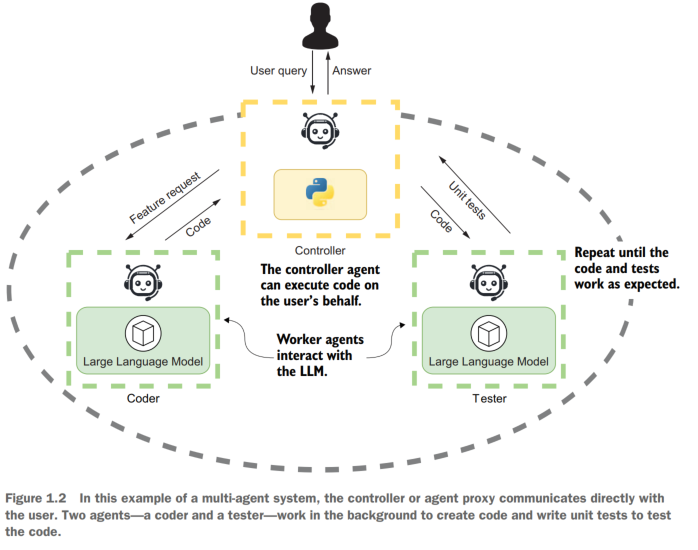 User query
Answer
Feature request
Code
Code
Unit tests
Controller
The controller agent
can execute code on
the user's behalf.
Repeat until the
code and tests
work as expected.
Worker agents
interact with
the LLM.
Large Language Model
Coder
Large Language Model
Tester
Figure 1.2 In this example of a multi-agent system, the controller or agent proxy communicates directly with
the user. Two agents—a coder and a tester—work in the background to create code and write unit tests to test
the code.